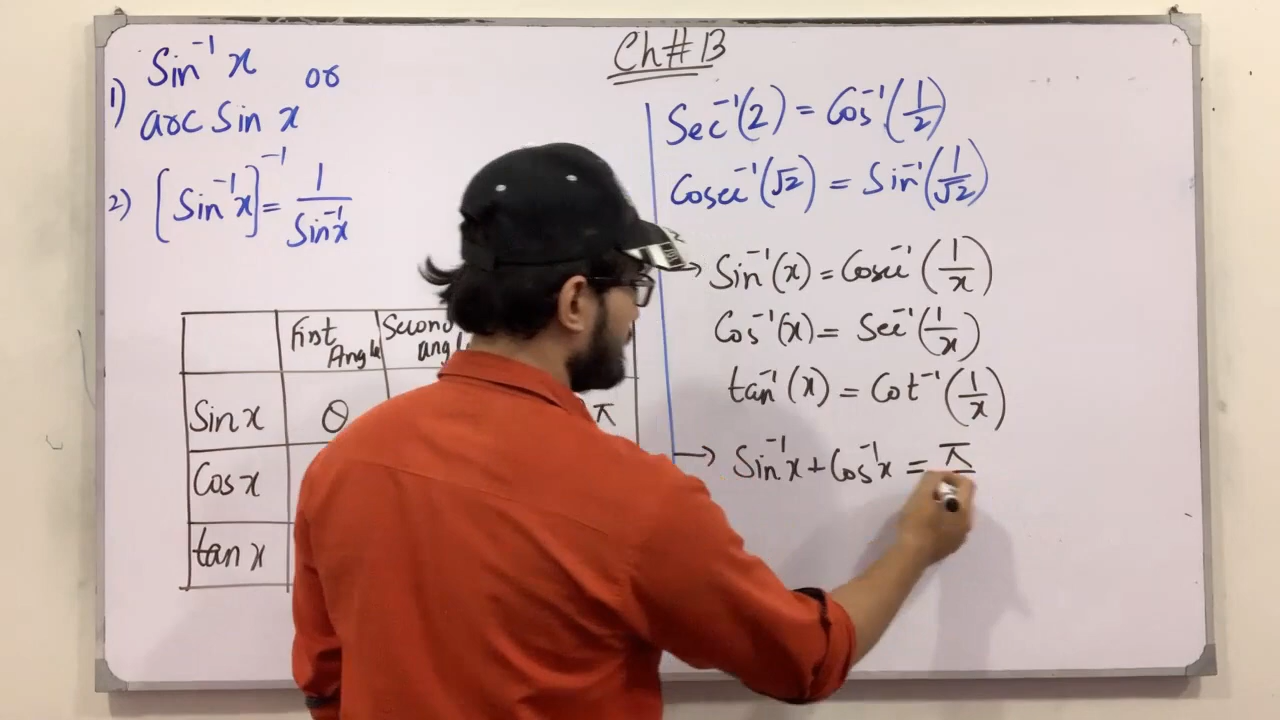 Ch#13
1) Sin⁻¹ x or
arc Sin x
2) [Sin⁻¹x]⁻¹ = 1/Sin⁻¹x
Sec⁻¹(2) = Cos⁻¹(1/2)
Cosec⁻¹(√2) = Sin⁻¹(1/√2)
→ Sin⁻¹(x) = Cosec⁻¹(1/x)
Cos⁻¹(x) = Sec⁻¹(1/x)
tan⁻¹(x) = Cot⁻¹(1/x)
→ Sin⁻¹x + Cos⁻¹x = π
First Angle
Sin x θ π
Cos x
tan x